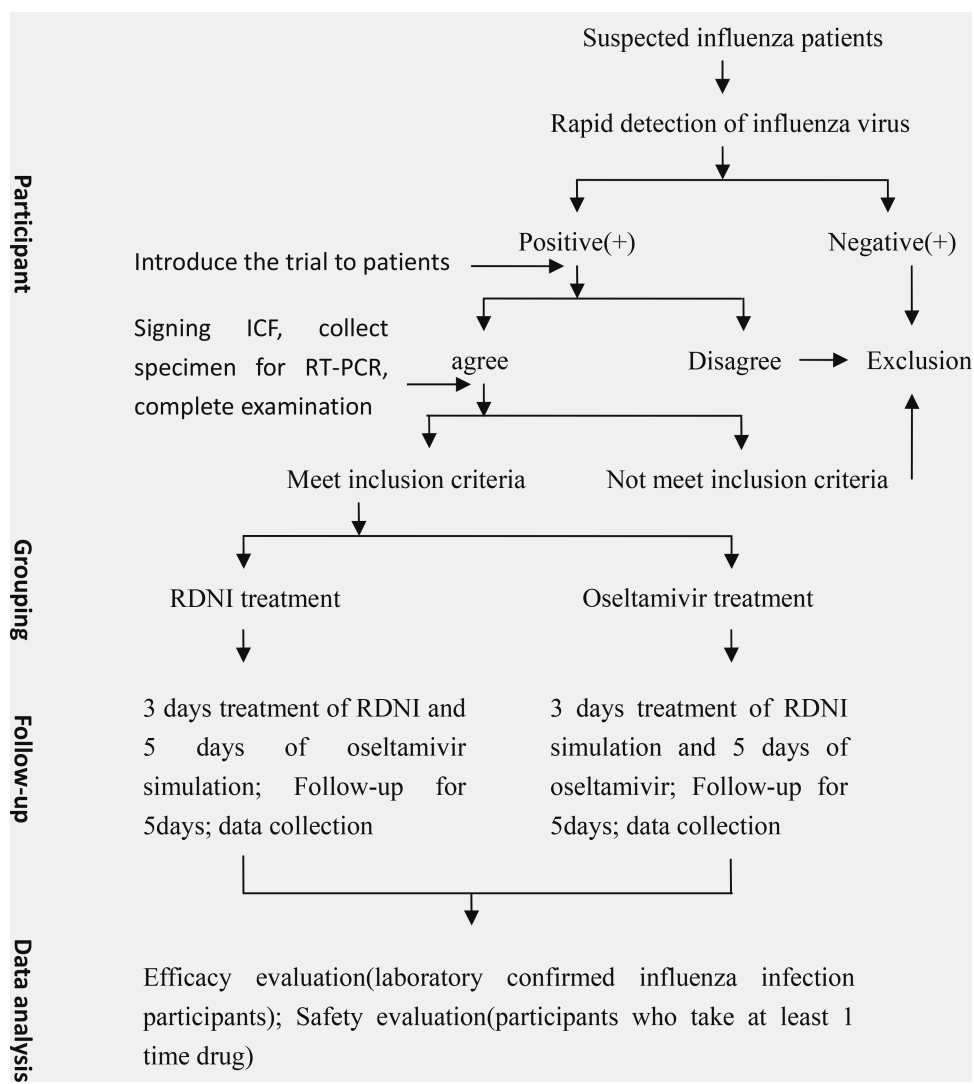 Suspected influenza patients
Rapid detection of influenza virus
Participant
Positive(+)
Negative(+)
Introduce the trial to patients
Signing ICF, collect
specimen for RT-PCR,
complete examination
agree
Disagree
Exclusion
Meet inclusion criteria
Not meet inclusion criteria
Grouping
RDNI treatment
Oseltamivir treatment
Follow-up
3 days treatment of RDNI and
5 days of oseltamivir
simulation; Follow-up for
5days; data collection
3 days treatment of RDNI
simulation and 5 days of
oseltamivir; Follow-up for
5days; data collection
Data analysis
Efficacy evaluation(laboratory confirmed influenza infection
participants); Safety evaluation(participants who take at least 1
time drug)